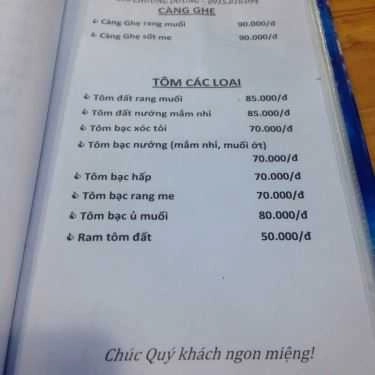 CÀNG GHẸ
Càng Ghẹ rang muối 90.000/đ
Càng Ghẹ sốt me 90.000/đ
TÔM CÁC LOẠI
Tôm đất rang muối 85.000/đ
Tôm đất nướng mắm nhỉ 85.000/đ
Tôm bạc xóc tỏi 70.000/đ
Tôm bạc nướng (mắm nhỉ, muối ớt)
70.000/đ
Tôm bạc hấp 70.000/đ
Tôm bạc rang me 70.000/đ
Tôm bạc ủ muối 80.000/đ
Ram tôm đất 50.000/đ
Chúc Quý khách ngon miệng!